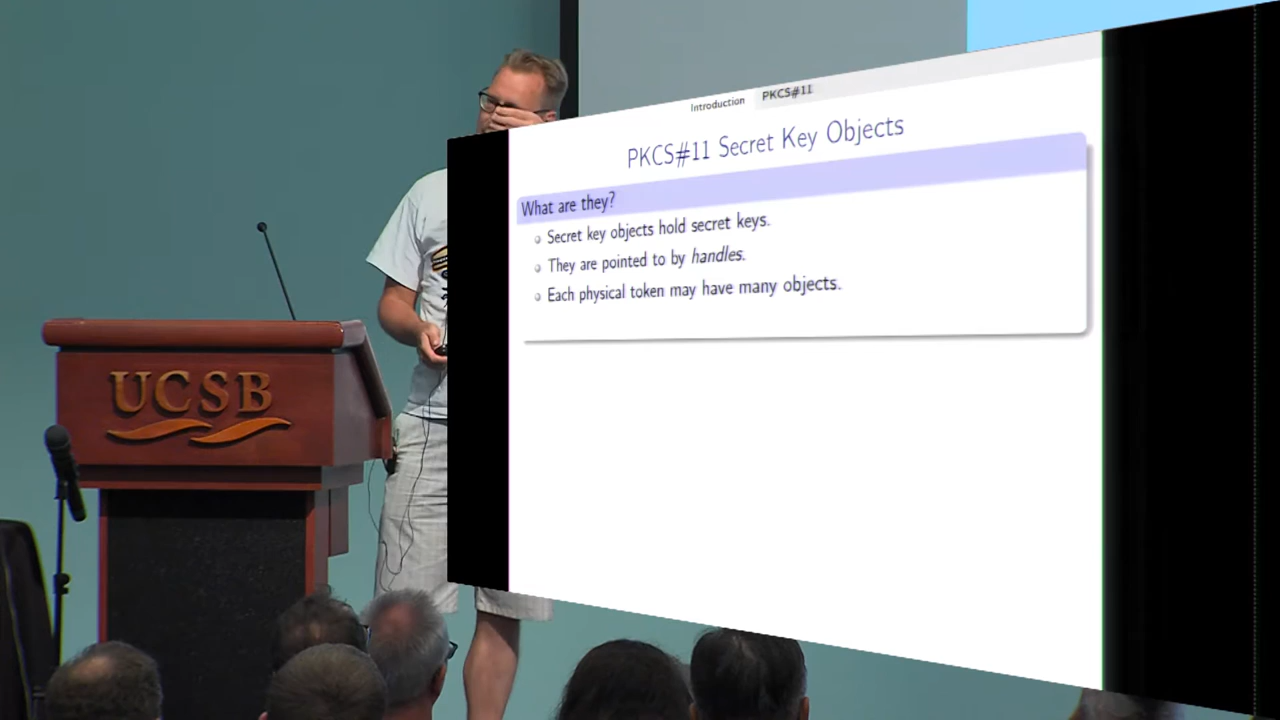 Introduction PKCS#11
PKCS#11 Secret Key Objects
What are they?
Secret key objects hold secret keys.
They are pointed to by handles.
Each physical token may have many objects.
UCSB